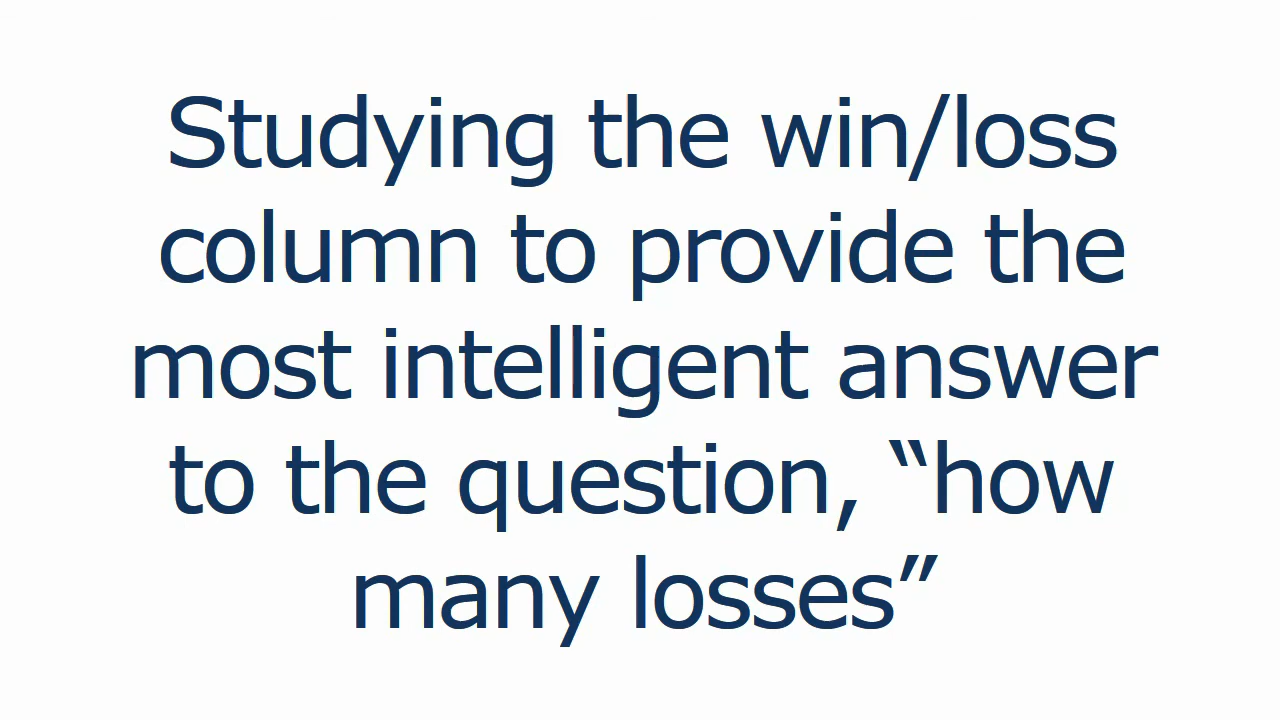 Studying the win/loss
column to provide the
most intelligent answer
to the question, “how
many losses”